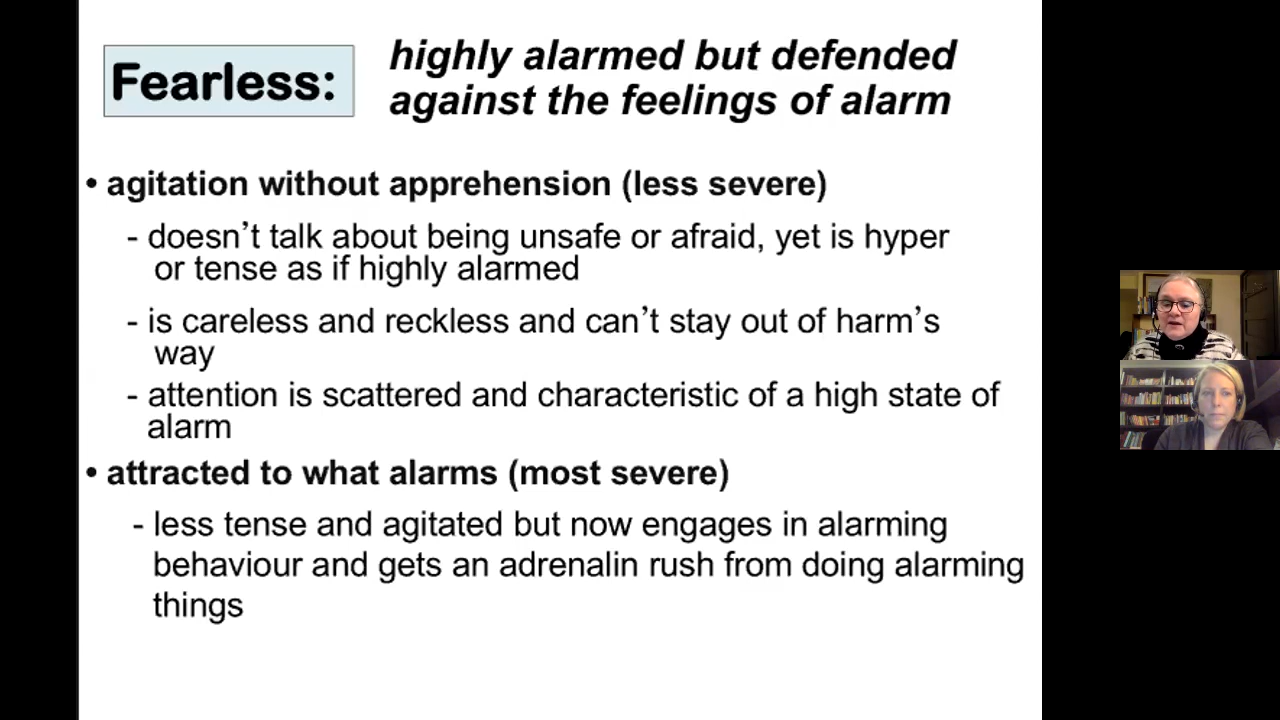 Fearless:
highly alarmed but defended
against the feelings of alarm
• agitation without apprehension (less severe)
- doesn’t talk about being unsafe or afraid, yet is hyper
or tense as if highly alarmed
- is careless and reckless and can’t stay out of harm’s
way
- attention is scattered and characteristic of a high state of
alarm
• attracted to what alarms (most severe)
- less tense and agitated but now engages in alarming
behaviour and gets an adrenalin rush from doing alarming
things